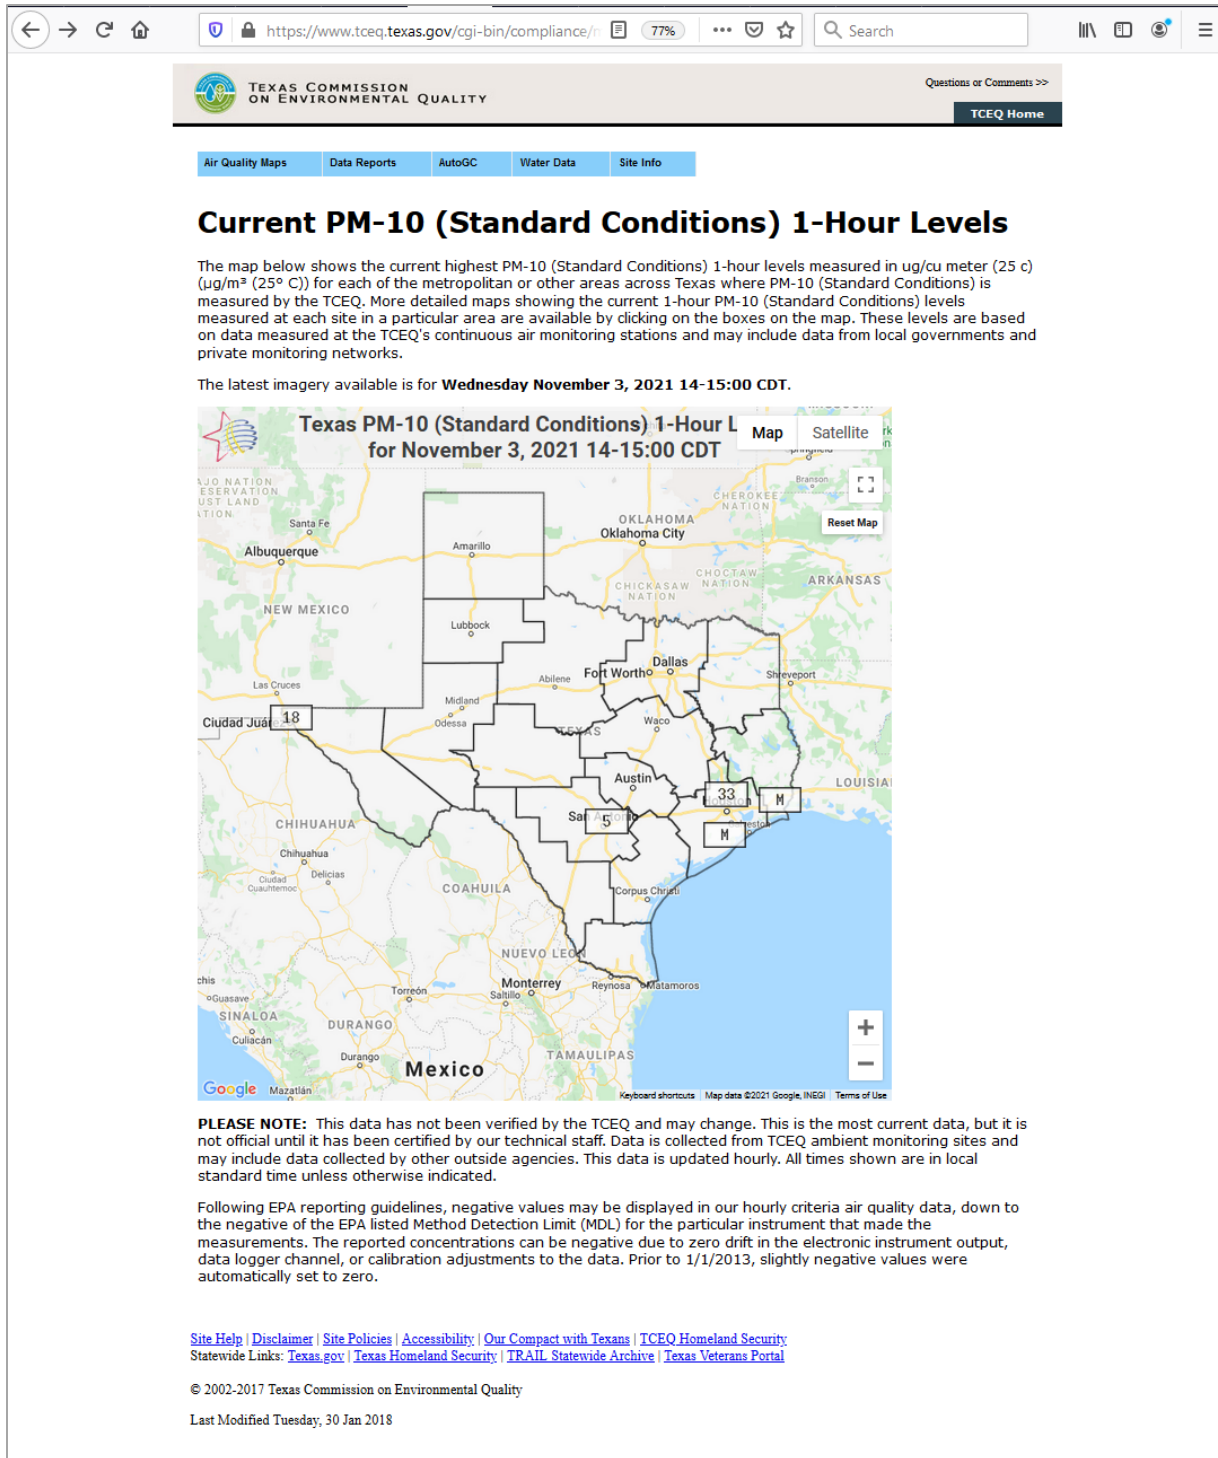 https://www.tceq.texas.gov/cgi-bin/compliance/
77%
Search
TEXAS COMMISSION
ON ENVIRONMENTAL QUALITY
Questions or Comments >>
TCEQ Home
Air Quality Maps Data Reports AutoGC Water Data Site Info
Current PM-10 (Standard Conditions) 1-Hour Levels
The map below shows the current highest PM-10 (Standard Conditions) 1-hour levels measured in ug/cu meter (25 c)
(µg/m³ (25º C)) for each of the metropolitan or other areas across Texas where PM-10 (Standard Conditions) is
measured by the TCEQ. More detailed maps showing the current 1-hour PM-10 (Standard Conditions) levels
measured at each site in a particular area are available by clicking on the boxes on the map. These levels are based
on data measured at the TCEQ's continuous air monitoring stations and may include data from local governments and
private monitoring networks.
The latest imagery available is for Wednesday November 3, 2021 14-15:00 CDT.
Texas PM-10 (Standard Conditions) 1-Hour L
for November 3, 2021 14-15:00 CDT
Map Satellite
Branson
Reset Map
NATION
CHEROKEE
NATION
Santa Fe
OKLAHOMA
Oklahoma City
Albuquerque
Amarillo
CHOCTAW
NATION
CHICKASAW
NATION
ARKANSAS
NEW MEXICO
Lubbock
Dallas
Fort Worth
Abilene
Shreveport
Las Cruces
Midland
Odessa
Ciudad Juárez
18
Waco
TEXAS
Austin
LOUISIA
33
M
San Antonio
5
M
CHIHUAHUA
Chihuahua
Delicias
Ciudad
Cuauhtemoc
COAHUILA
Corpus Christi
NUEVO LEON
Monterrey
Saltillo
Reynosa
Matamoros
Torreón
Guasave
SINALOA
Culiacán
DURANGO
Durango
TAMAULIPAS
Mexico
Mazatlán
Google
Keyboard shortcuts Map data ©2021 Google, INEGI Terms of Use
PLEASE NOTE: This data has not been verified by the TCEQ and may change. This is the most current data, but it is
not official until it has been certified by our technical staff. Data is collected from TCEQ ambient monitoring sites and
may include data collected by other outside agencies. This data is updated hourly. All times shown are in local
standard time unless otherwise indicated.
Following EPA reporting guidelines, negative values may be displayed in our hourly criteria air quality data, down to
the negative of the EPA listed Method Detection Limit (MDL) for the particular instrument that made the
measurements. The reported concentrations can be negative due to zero drift in the electronic instrument output,
data logger channel, or calibration adjustments to the data. Prior to 1/1/2013, slightly negative values were
automatically set to zero.
Site Help | Disclaimer | Site Policies | Accessibility | Our Compact with Texans | TCEQ Homeland Security
Statewide Links: Texas.gov | Texas Homeland Security | TRAIL Statewide Archive | Texas Veterans Portal
© 2002-2017 Texas Commission on Environmental Quality
Last Modified Tuesday, 30 Jan 2018